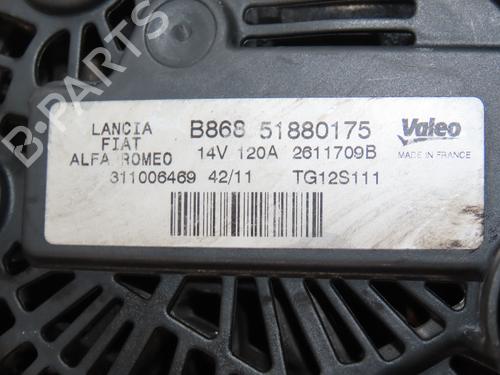 LANCIA B868 51880175 Valeo
FIAT
ALFA ROMEO 14V 120A 2611709B MADE IN FRANCE
311006469 42/11 TG12S111
B-PARTS